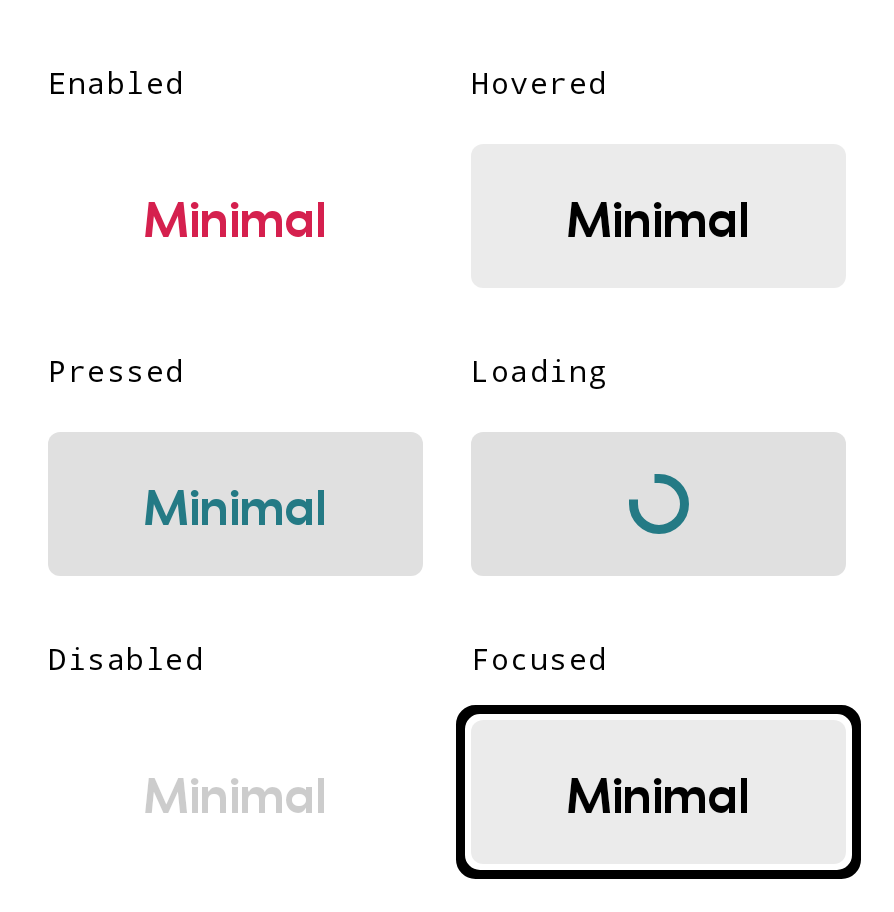 Enabled
Hovered
Minimal
Minimal
Pressed
Loading
Minimal
Disabled
Focused
Minimal
Minimal